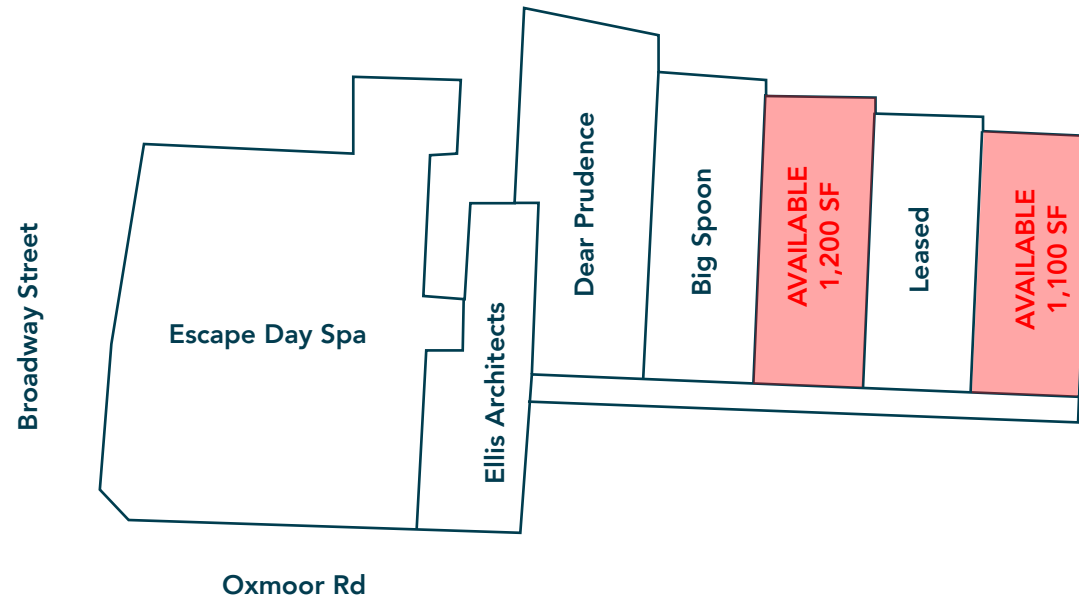 Broadway Street
Escape Day Spa
Ellis Architects
Dear Prudence
Big Spoon
AVAILABLE
1,200 SF
Leased
AVAILABLE
1,100 SF
Oxmoor Rd